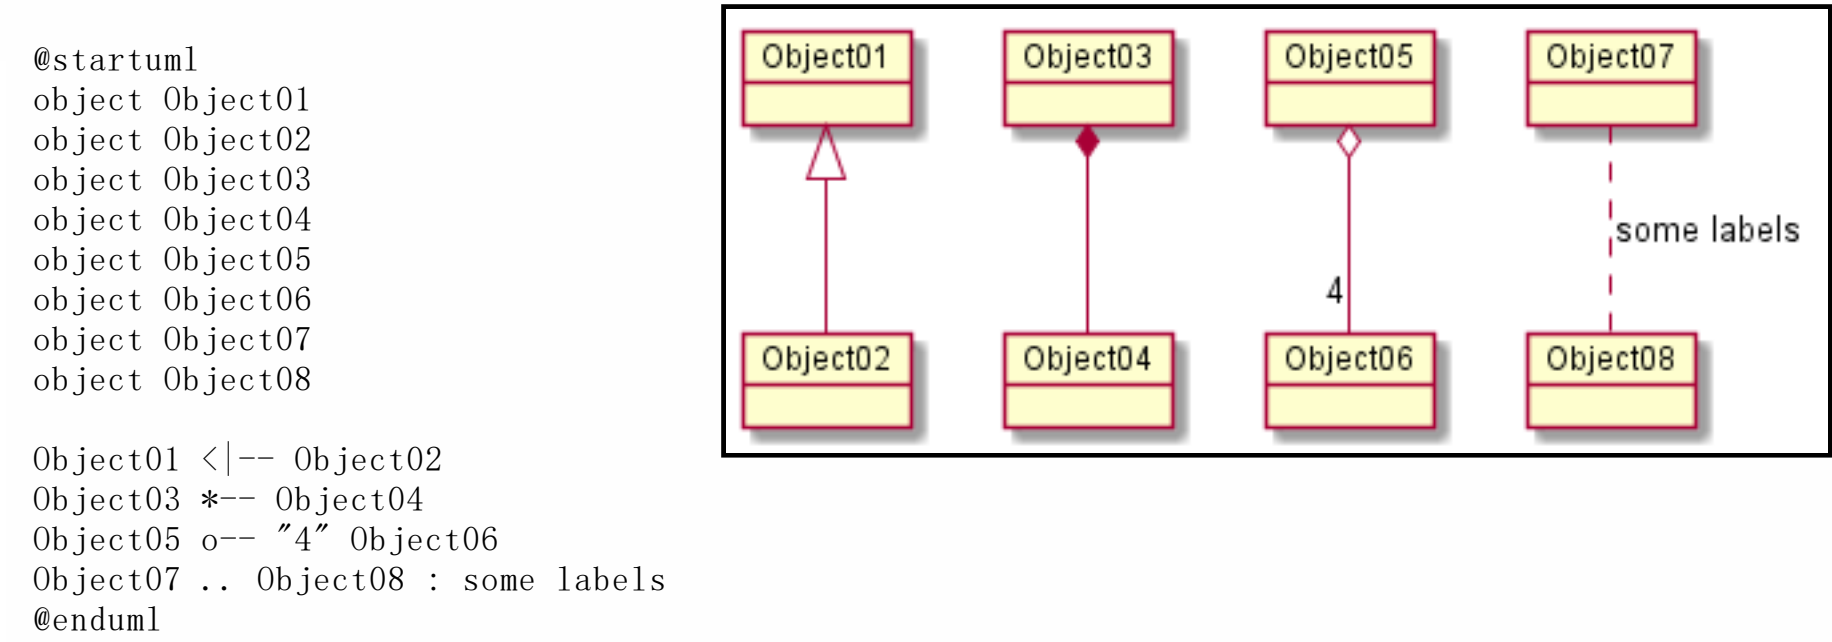 @startuml
object Object01
object Object02
object Object03
object Object04
object Object05
object Object06
object Object07
object Object08
Object01 <|-- Object02
Object03 *-- Object04
Object05 o-- "4" Object06
Object07 .. Object08 : some labels
@enduml
Object01 Object03 Object05 Object07
some labels
4
Object02 Object04 Object06 Object08